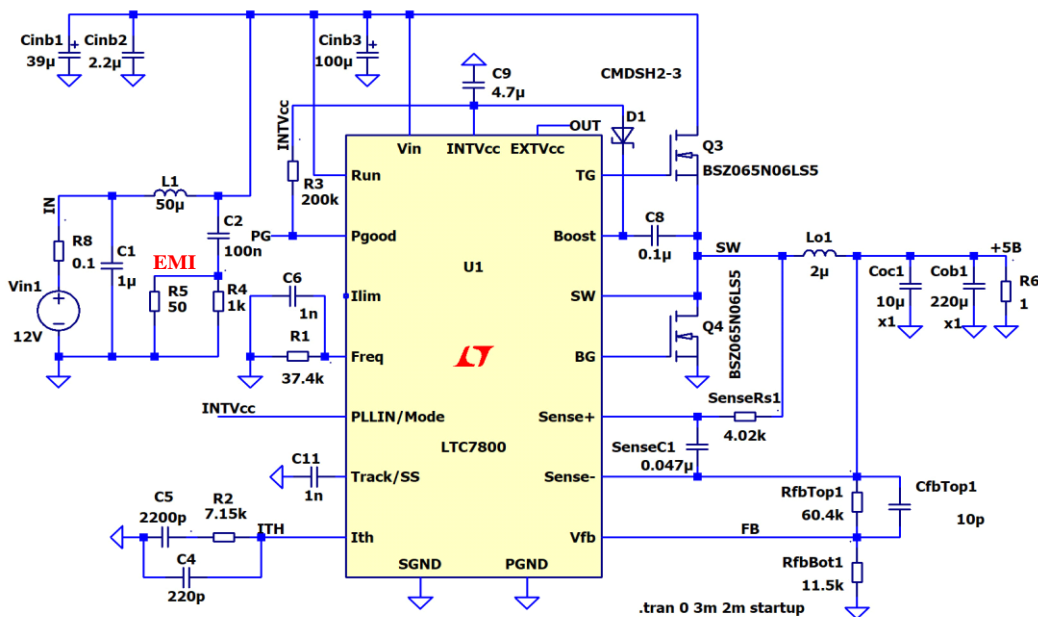 Cinb1
39µ
Cinb2
2.2µ
Cinb3
100µ
C9
4.7µ
CMDSH2-3
D1
INTVcc
OUT
Vin
INTVcc
EXTVcc
Q3
BSZ065N06LS5
L1
50µ
IN
R3
200k
Run
TG
R8
0.1
C1
1µ
C2
100n
PG
Pgood
Boost
C8
0.1µ
SW
Lo1
2µ
+5B
EMI
R5
50
R4
1k
U1
C6
1n
Ilim
SW
Vin1
12V
R1
37.4k
Freq
BG
Q4
BSZ065N06LS5
Coc1
10µ
x1
Cob1
220µ
x1
R6
1
INTVcc
PLLIN/Mode
Sense+
SenseRs1
4.02k
LTC7800
SenseC1
0.047µ
C11
1n
Track/SS
Sense-
RfbTop1
60.4k
CfbTop1
10p
C5
2200p
R2
7.15k
ITH
Ith
Vfb
FB
C4
220p
SGND
PGND
RfbBot1
11.5k
.tran 0 3m 2m startup